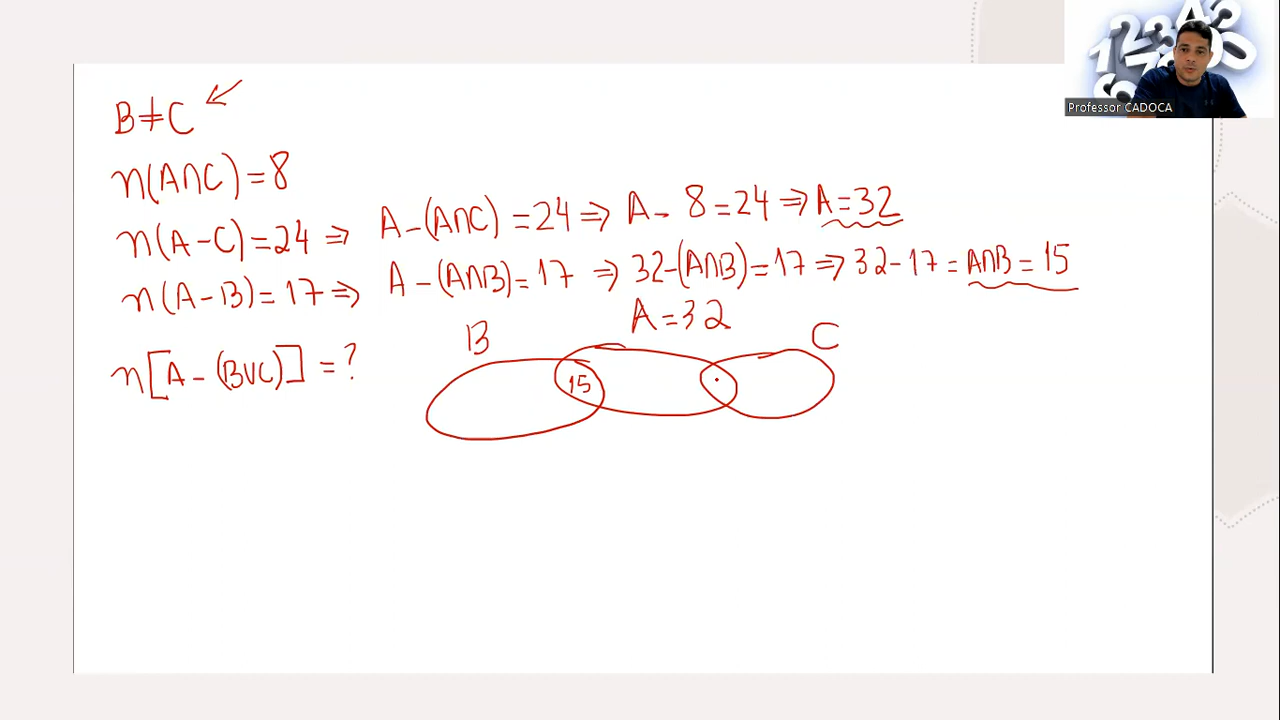 Professor CADOCA
B≠C
n(A∩C)=8
n(A-C)=24 ⇒ A-(A∩C)=24 ⇒ A-8=24 ⇒ A=32
n(A-B)=17 ⇒ A-(A∩B)=17 ⇒ 32-(A∩B)=17 ⇒ 32-17=A∩B=15
A=32
B C
n[A-(B∪C)]=?
15